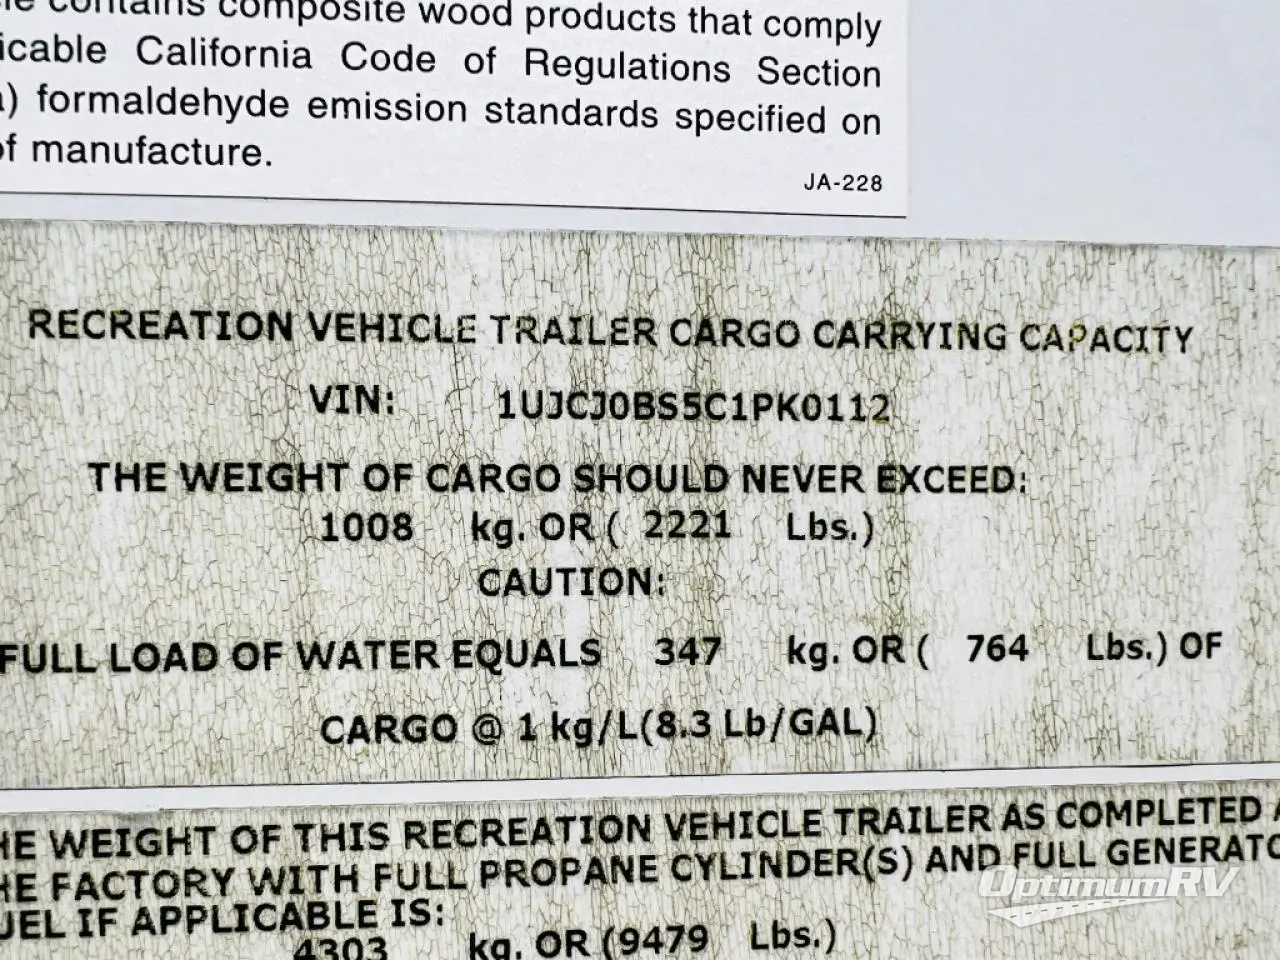 contains composite wood products that comply
icable California Code of Regulations Section
) formaldehyde emission standards specified on
of manufacture.
JA-228
RECREATION VEHICLE TRAILER CARGO CARRYING CAPACITY
VIN: 1UJCJ0BS5C1PK0112
THE WEIGHT OF CARGO SHOULD NEVER EXCEED:
1008 kg. OR ( 2221 Lbs.)
CAUTION:
FULL LOAD OF WATER EQUALS 347 kg. OR ( 764 Lbs.) OF
CARGO @ 1 kg/L(8.3 Lb/GAL)
HE WEIGHT OF THIS RECREATION VEHICLE TRAILER AS COMPLETED A
HE FACTORY WITH FULL PROPANE CYLINDER(S) AND FULL GENERATO
UEL IF APPLICABLE IS:
4303 kg. OR (9479 Lbs.)
OptimumRV